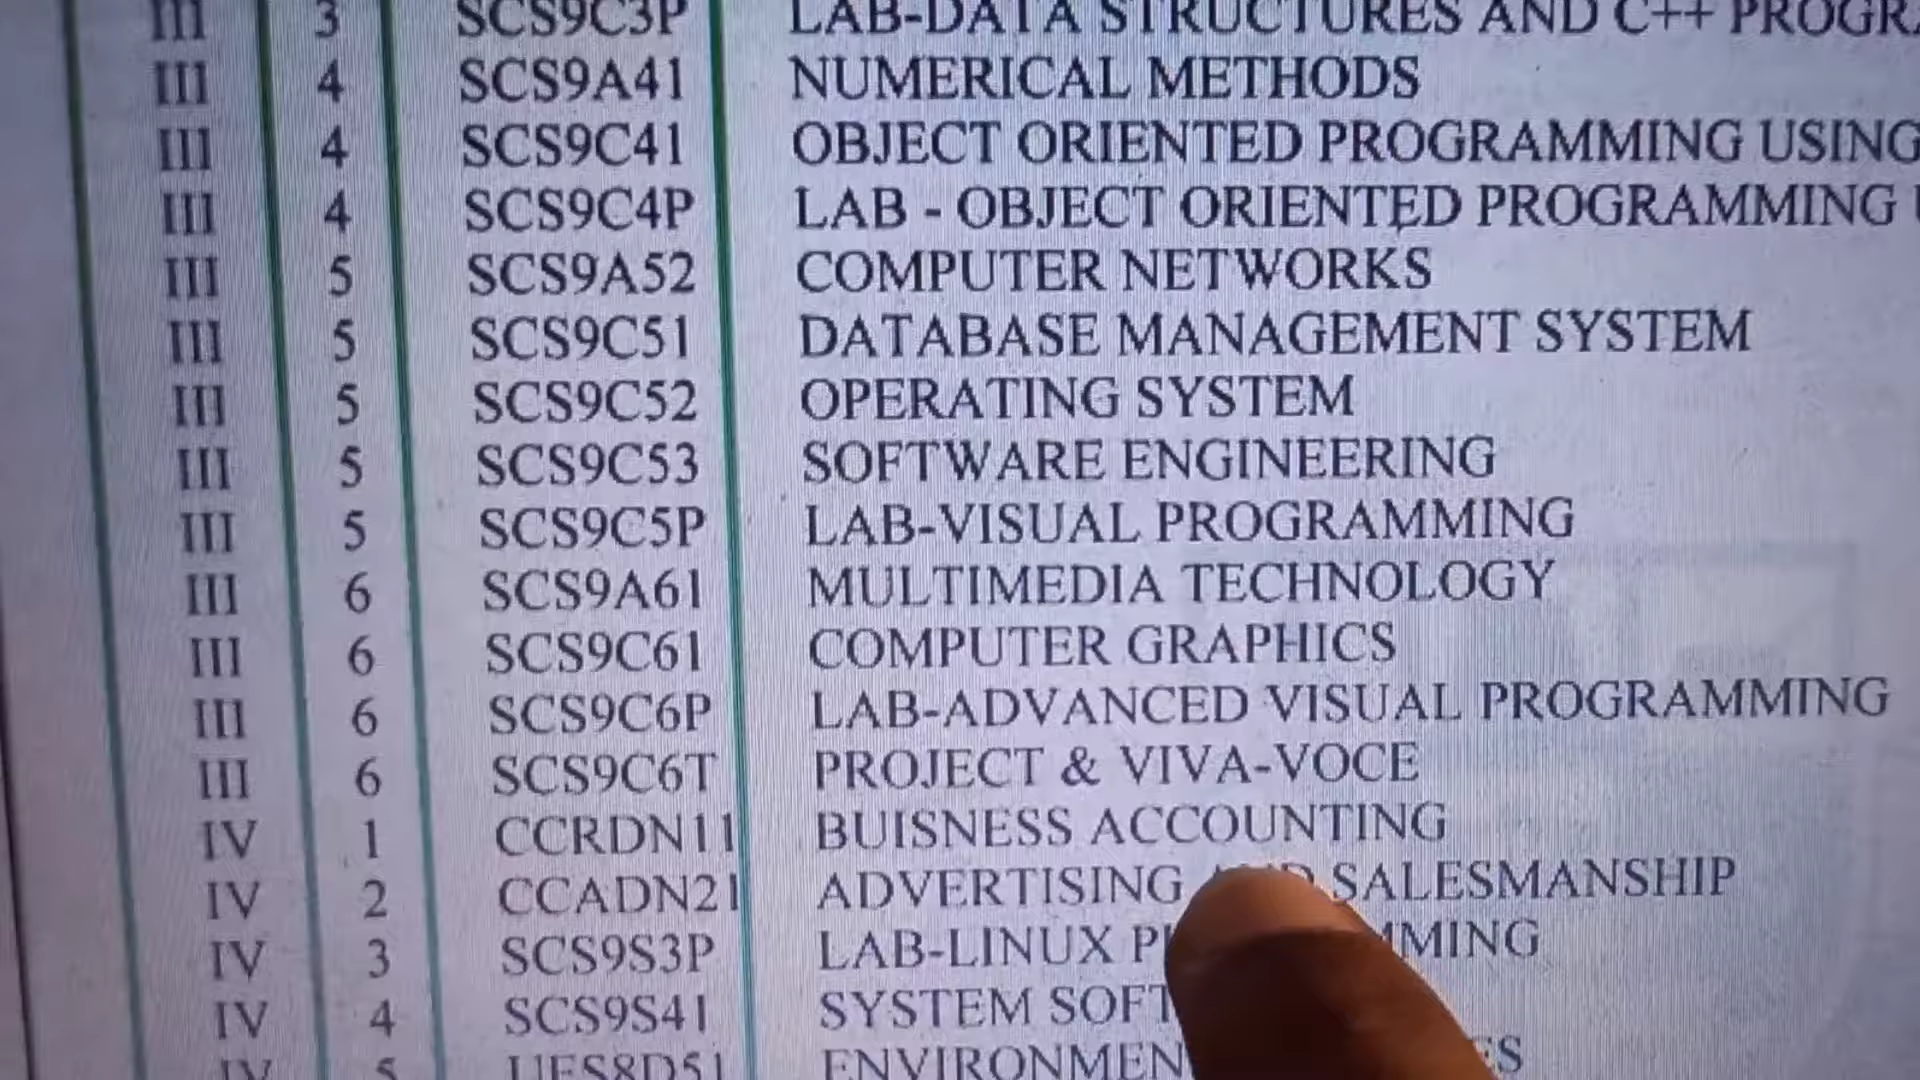 III 3 SCS9C3P LAB-DATA STRUCTURES AND C++
III 4 SCS9A41 NUMERICAL METHODS
III 4 SCS9C41 OBJECT ORIENTED PROGRAMMING USING
III 4 SCS9C4P LAB - OBJECT ORIENTED PROGRAMMING
III 5 SCS9A52 COMPUTER NETWORKS
III 5 SCS9C51 DATABASE MANAGEMENT SYSTEM
III 5 SCS9C52 OPERATING SYSTEM
III 5 SCS9C53 SOFTWARE ENGINEERING
III 5 SCS9C5P LAB-VISUAL PROGRAMMING
III 6 SCS9A61 MULTIMEDIA TECHNOLOGY
III 6 SCS9C61 COMPUTER GRAPHICS
III 6 SCS9C6P LAB-ADVANCED VISUAL PROGRAMMING
III 6 SCS9C6T PROJECT & VIVA-VOCE
IV 1 CCRDN11 BUISNESS ACCOUNTING
IV 2 CCADN21 ADVERTISING SALESMANSHIP
IV 3 SCS9S3P LAB-LINUX
IV 4 SCS9S41 SYSTEM
IV 5 UES8D51